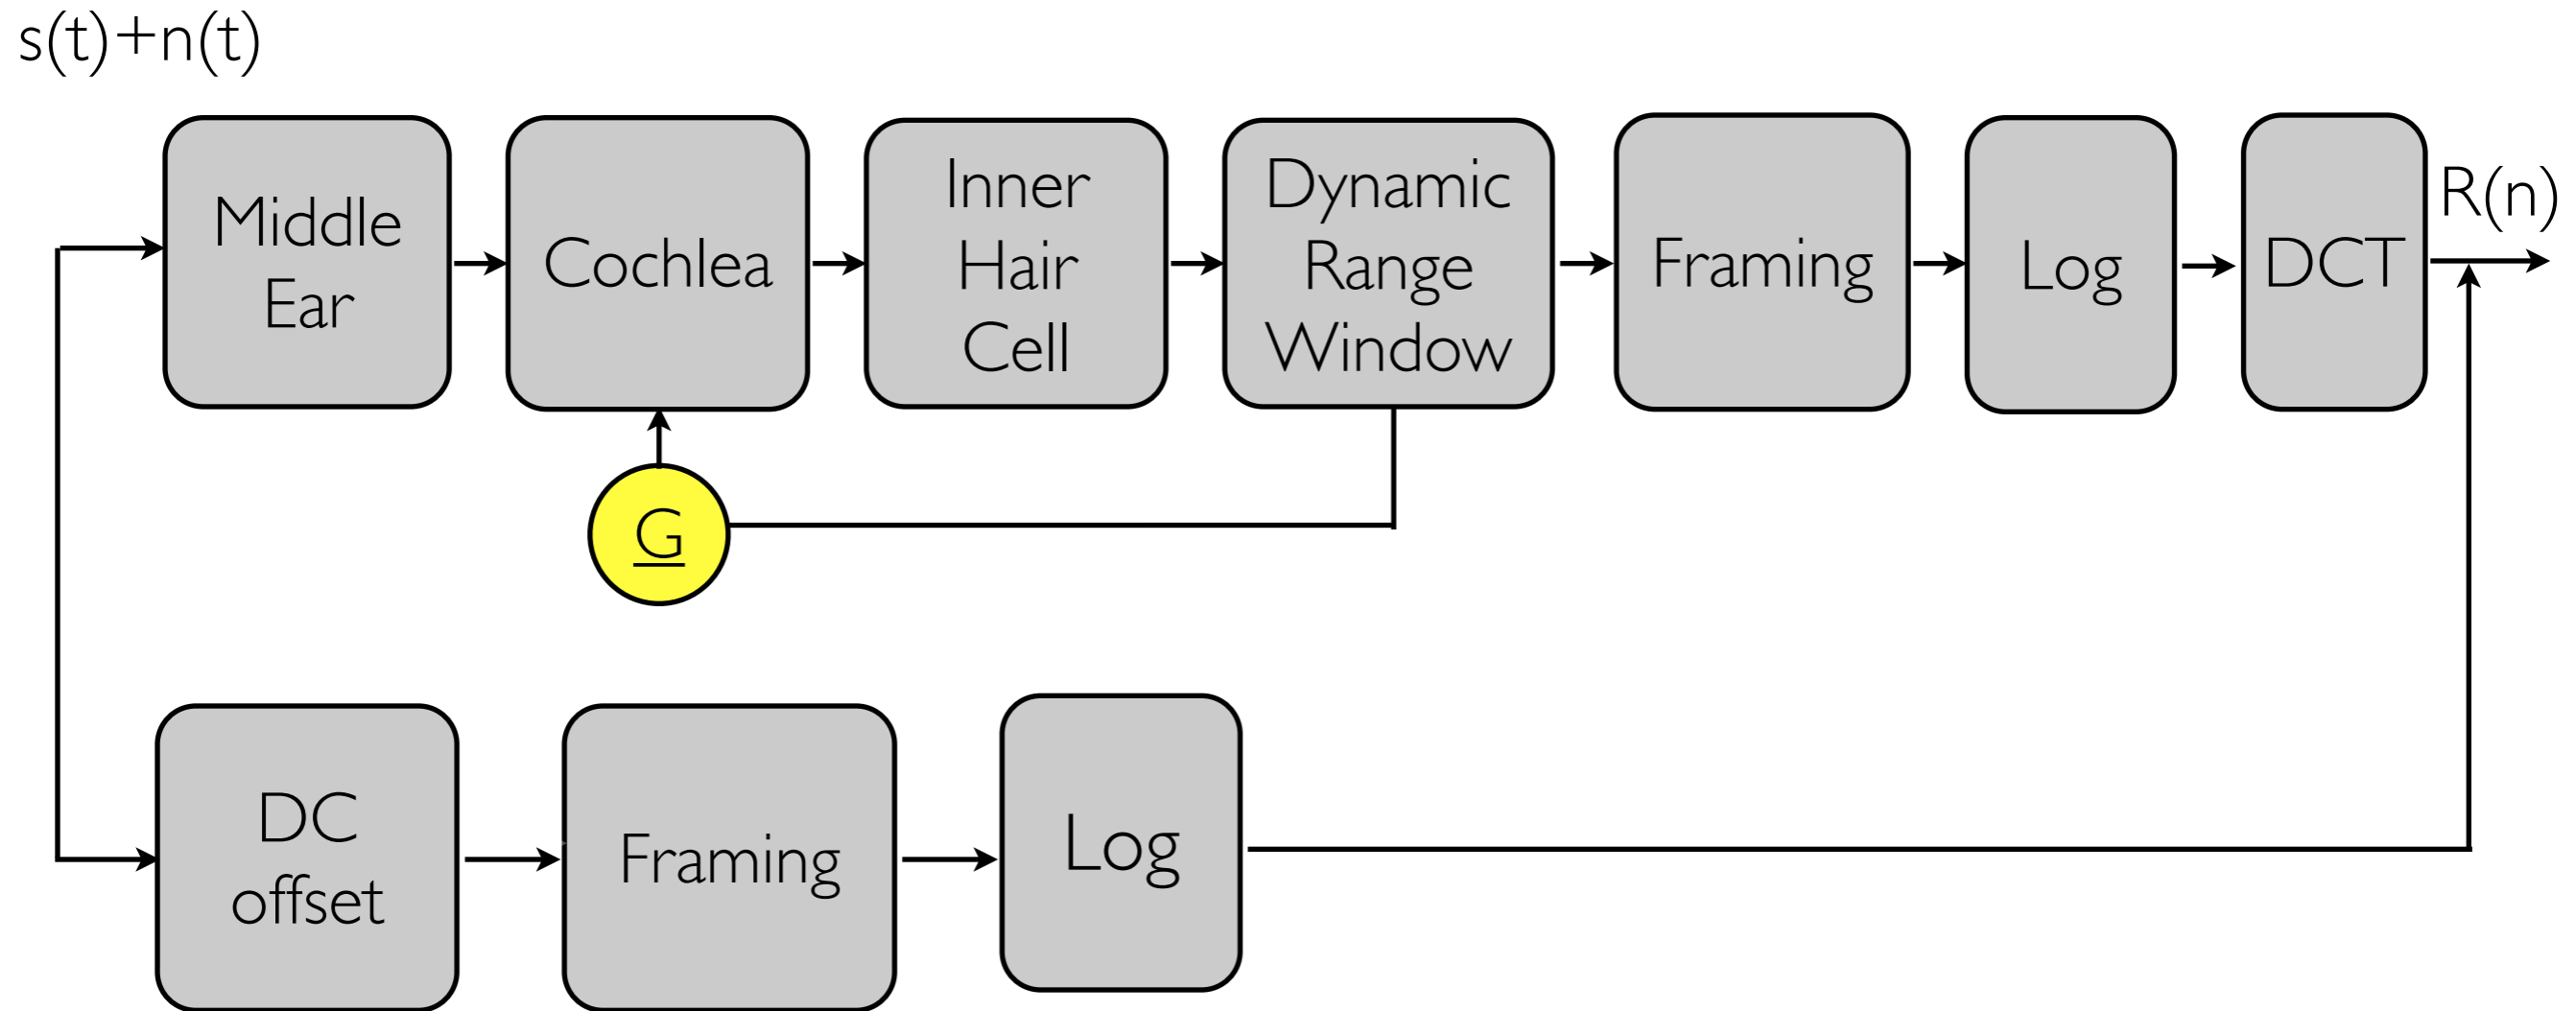 s(t)+n(t)
Middle
Ear
Cochlea
Inner
Hair
Cell
Dynamic
Range
Window
Framing
Log
DCT
R(n)
G
DC
offset
Framing
Log